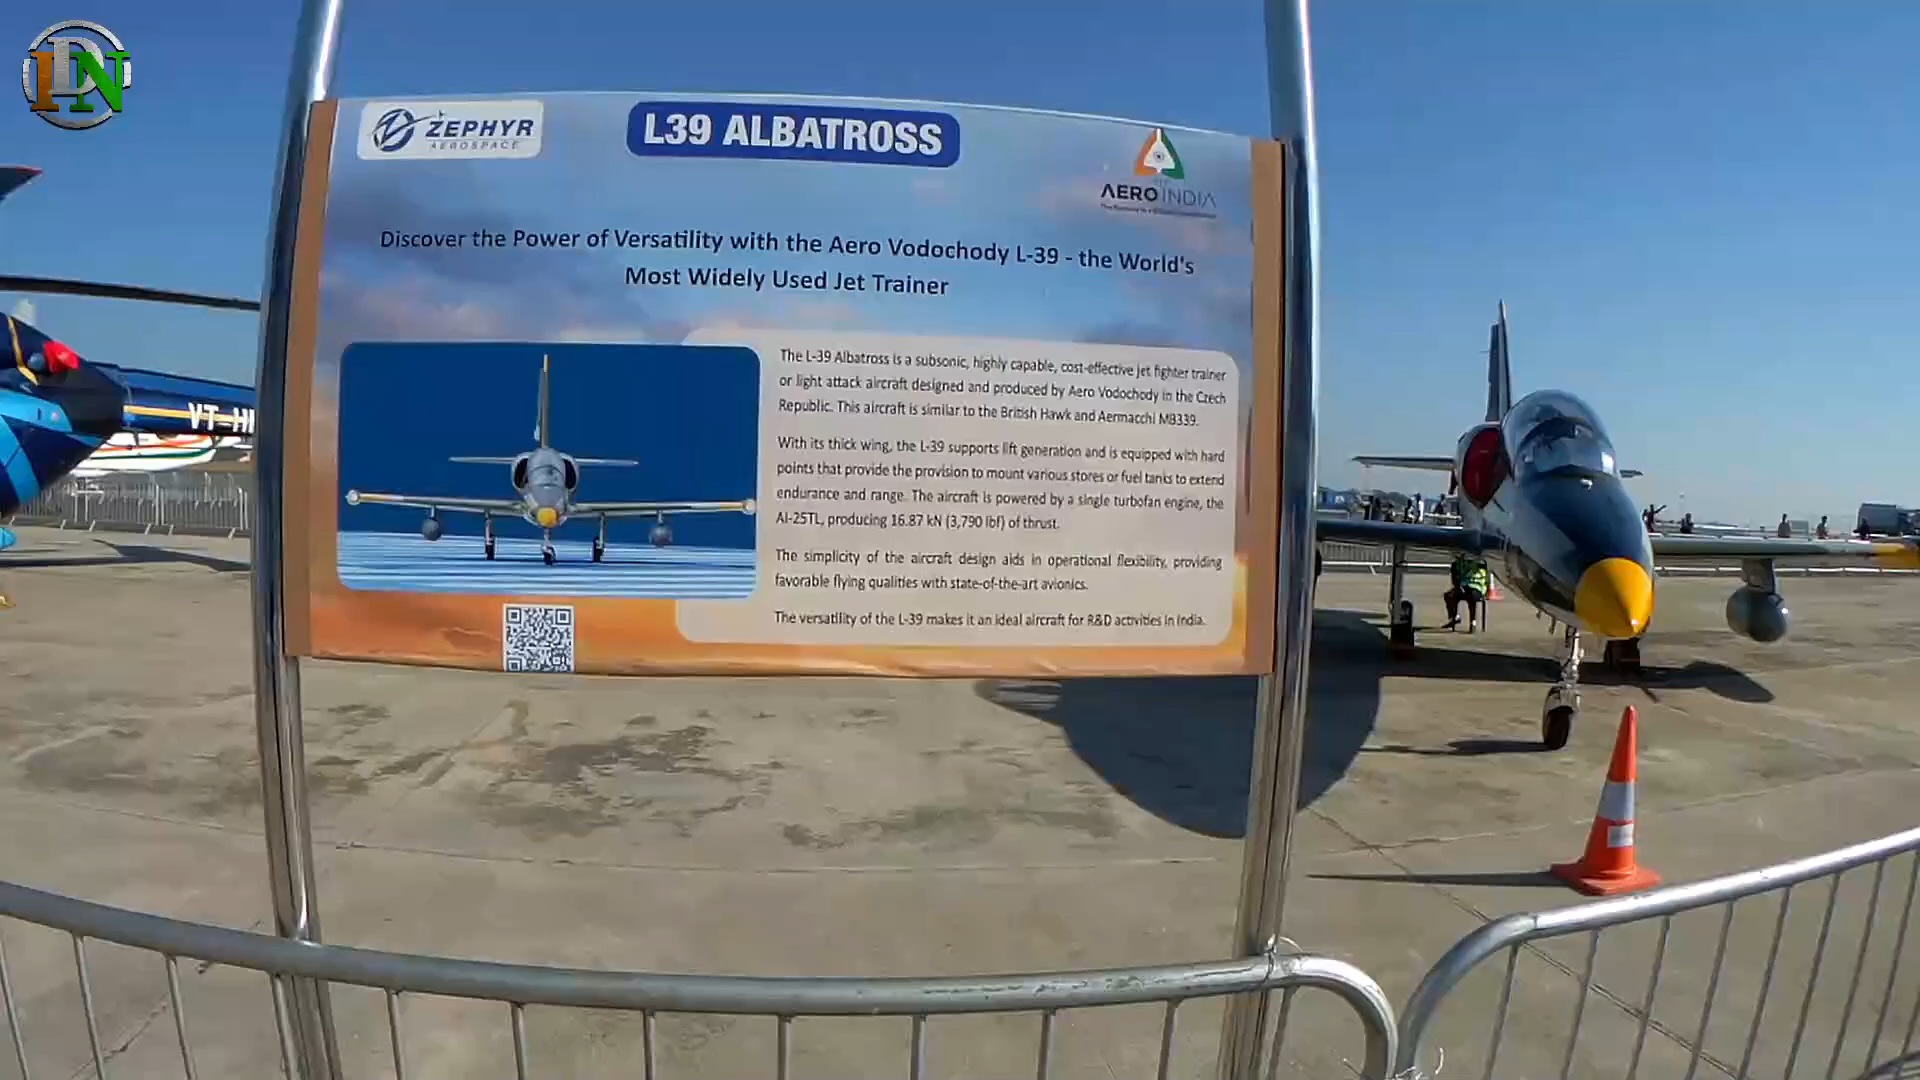 IDN
ZEPHYR
AEROSPACE
L39 ALBATROSS
AERO INDIA
Discover the Power of Versatility with the Aero Vodochody L-39 - the World's
Most Widely Used Jet Trainer
The L-39 Albatross is a subsonic, highly capable, cost-effective jet fighter trainer
or light attack aircraft designed and produced by Aero Vodochody in the Czech
Republic. This aircraft is similar to the British Hawk and Aermacchi MB339.
With its thick wing, the L-39 supports lift generation and is equipped with hard
points that provide the provision to mount various stores or fuel tanks to extend
endurance and range. The aircraft is powered by a single turbofan engine, the
AI-25TL, producing 16.87 kN (3,790 lbf) of thrust.
The simplicity of the aircraft design aids in operational flexibility, providing
favorable flying qualities with state-of-the-art avionics.
The versatility of the L-39 makes it an ideal aircraft for R&D activities in India.
VT-H